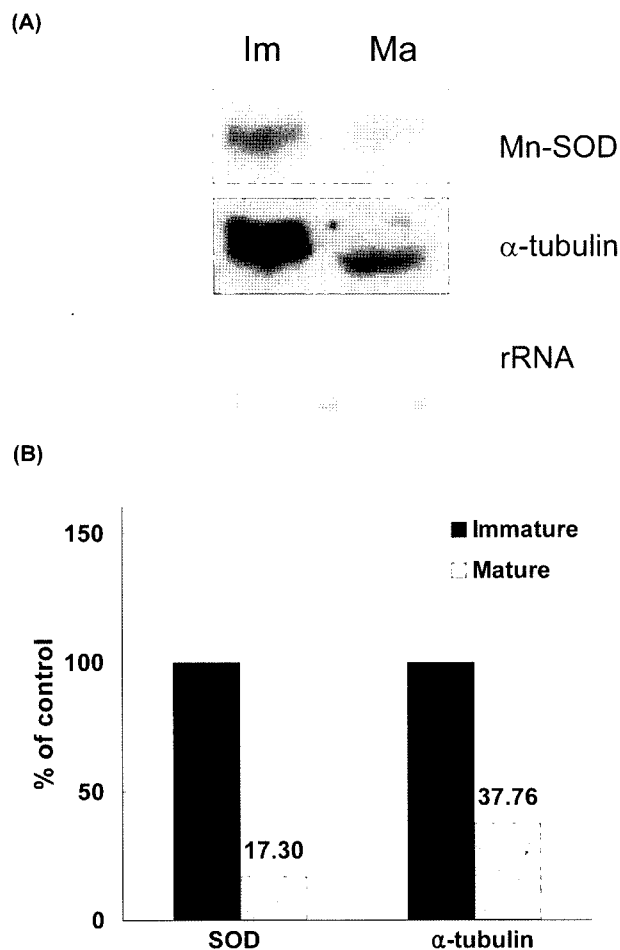 (A)
Im Ma
Mn-SOD
α-tubulin
rRNA
(B)
150
100
50
0
% of control
Immature
Mature
17.30
37.76
SOD
α-tubulin